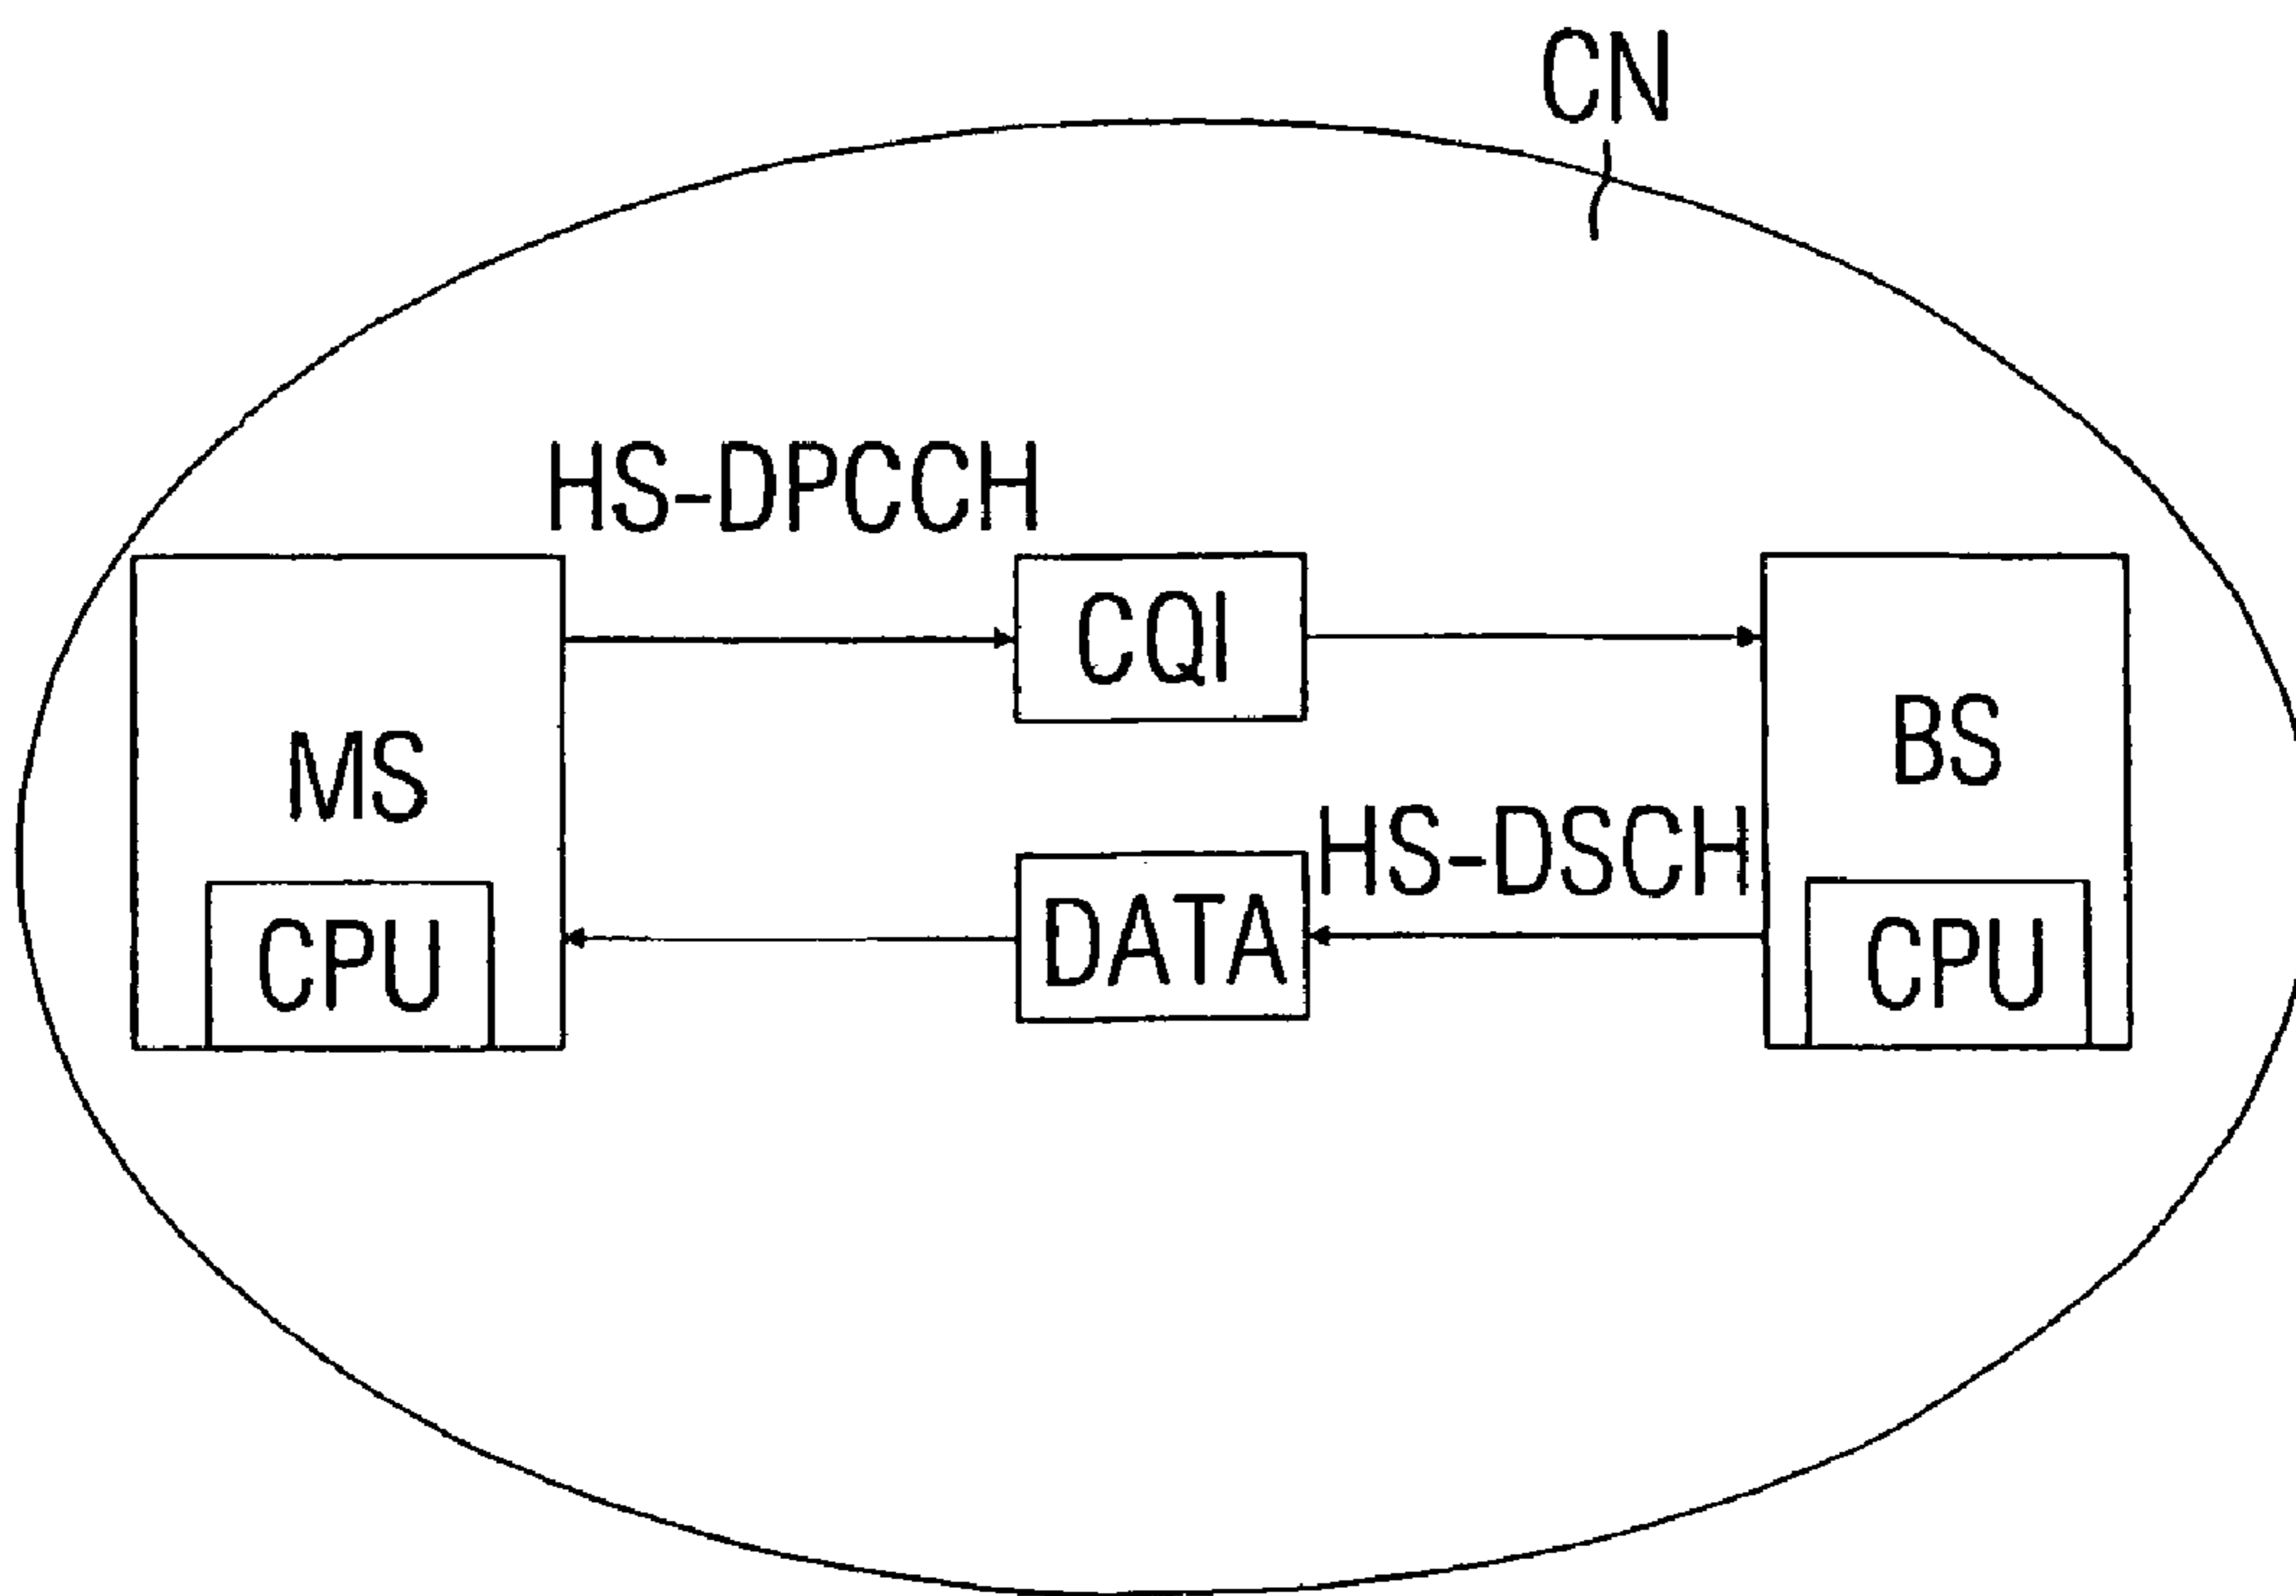 CN
HS-DPCCH
CQI
MS
BS
HS-DSCH
DATA
CPU
CPU